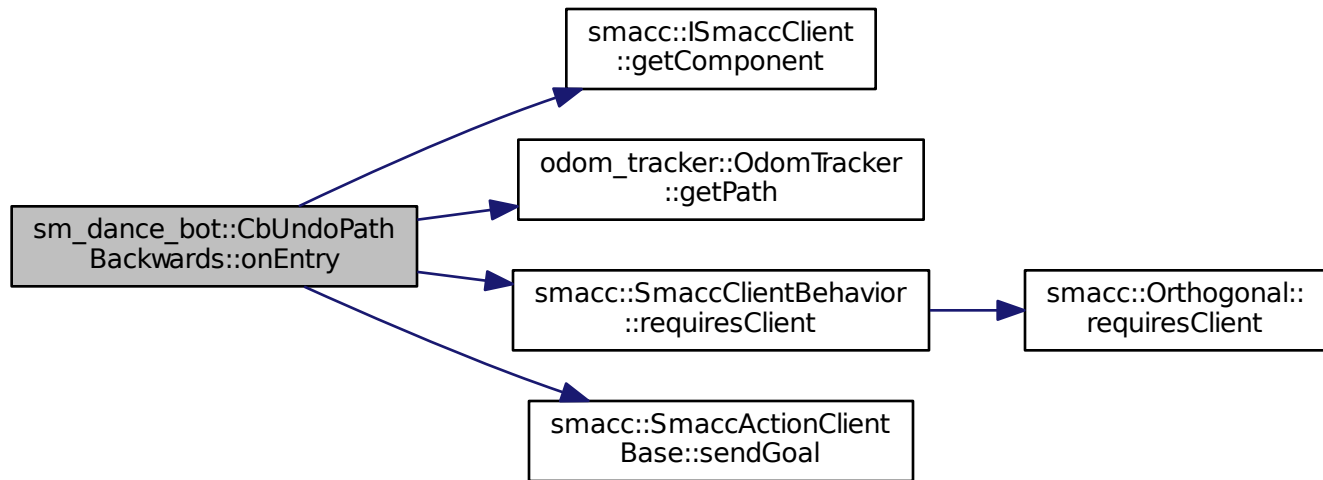 smacc::ISmaccClient
::getComponent
odom_tracker::OdomTracker
::getPath
sm_dance_bot::CbUndoPath
Backwards::onEntry
smacc::SmaccClientBehavior
::requiresClient
smacc::Orthogonal::
requiresClient
smacc::SmaccActionClient
Base::sendGoal